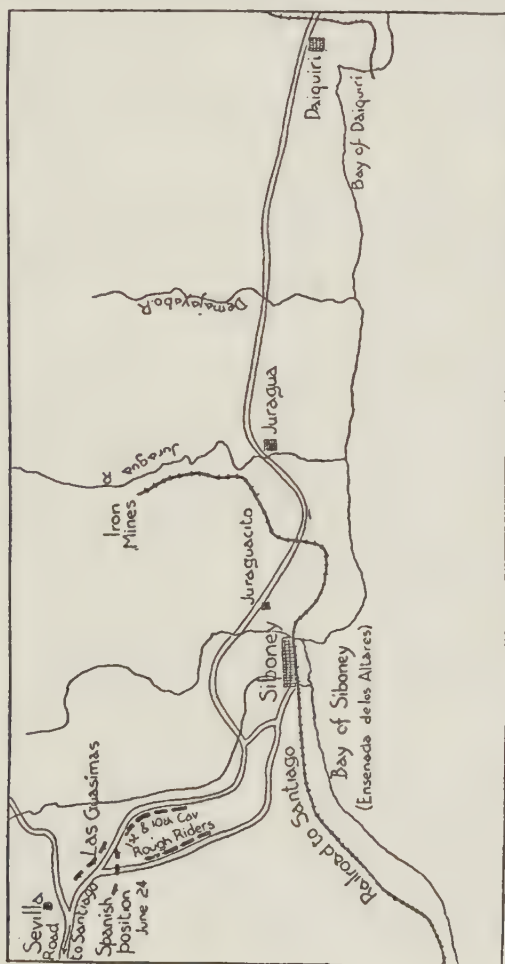 Sevilla
Road
to Santiago
Las Guasimas
Spanish
position
June 24
1st & 10th Cav
Rough Riders
Railroad to Santiago
Siboney
Bay of Siboney
(Ensenada de los Altares)
Juraguacito
Iron
Mines
R Juragua
Juragua
Demajayabo R.
Daiquiri
Bay of Daiquiri